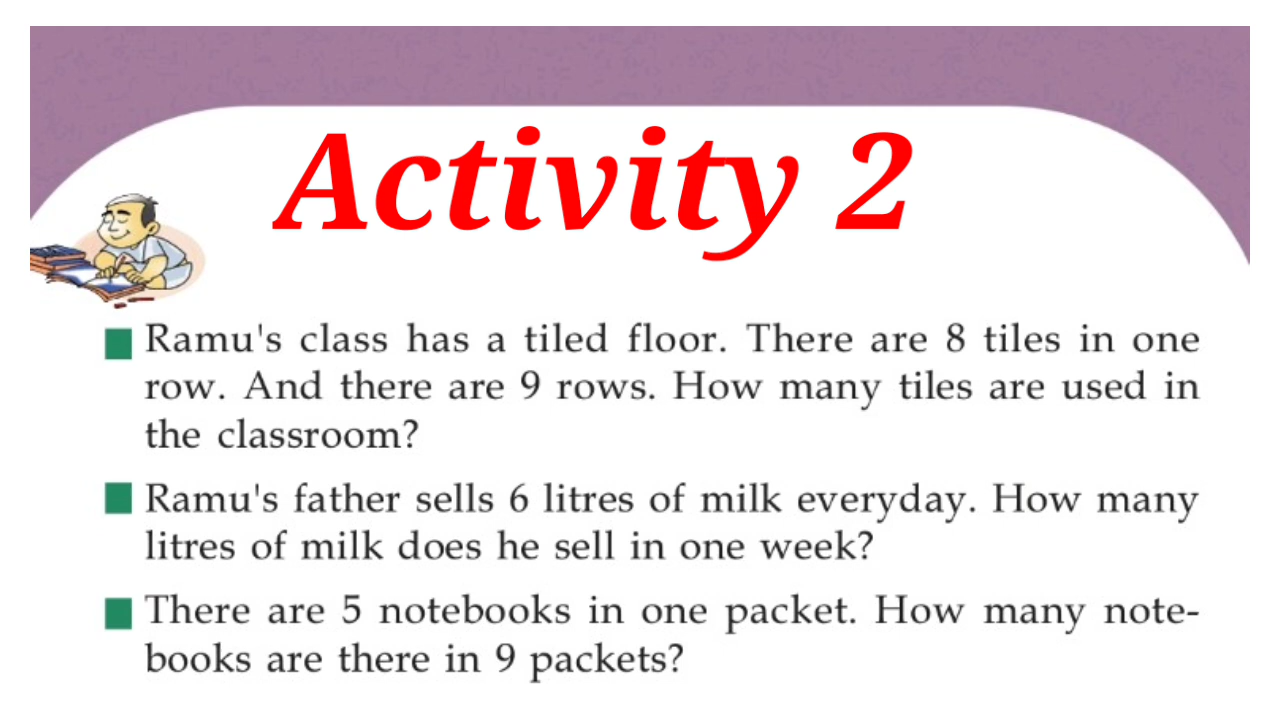 Activity 2
Ramu's class has a tiled floor. There are 8 tiles in one
row. And there are 9 rows. How many tiles are used in
the classroom?
Ramu's father sells 6 litres of milk everyday. How many
litres of milk does he sell in one week?
There are 5 notebooks in one packet. How many note-
books are there in 9 packets?